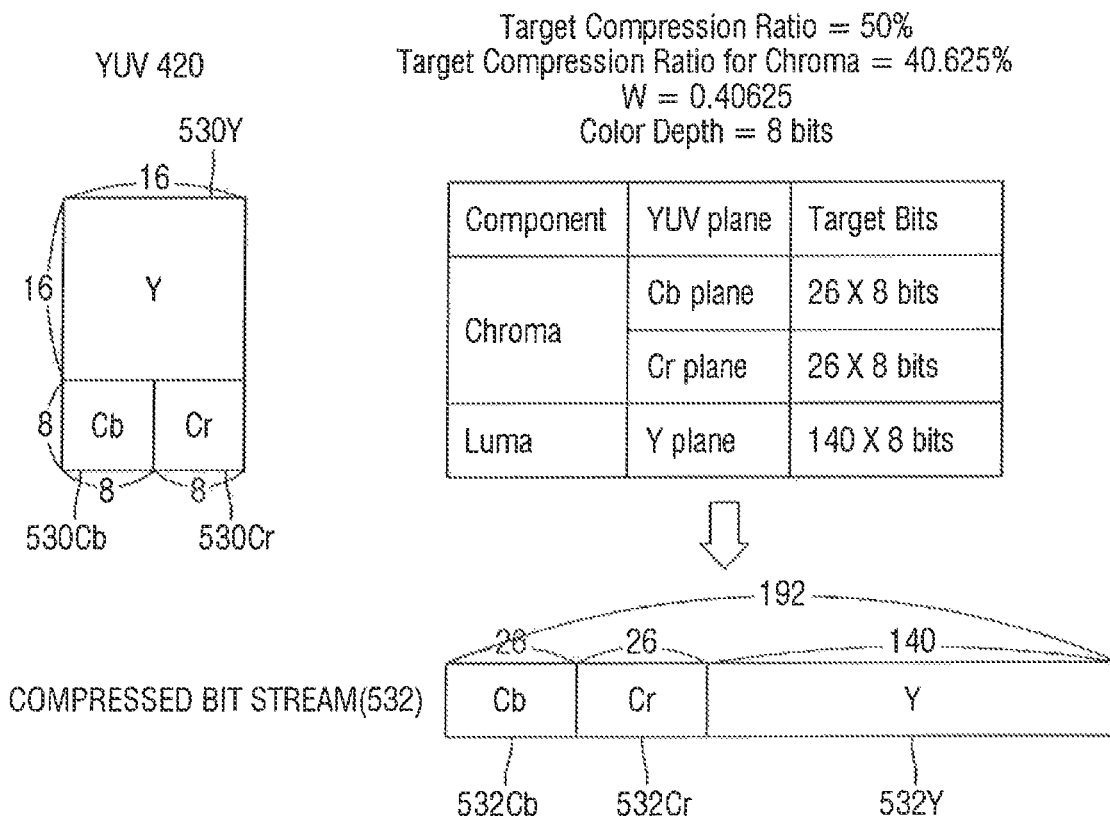 Target Compression Ratio = 50%
Target Compression Ratio for Chroma = 40.625%
W = 0.40625
Color Depth = 8 bits
YUV 420
530Y
16
16
Y
8
Cb
Cr
8
8
530Cb
530Cr
Component
YUV plane
Target Bits
Chroma
Cb plane
26 X 8 bits
Cr plane
26 X 8 bits
Luma
Y plane
140 X 8 bits
192
26
26
140
COMPRESSED BIT STREAM(532)
Cb
Cr
Y
532Cb
532Cr
532Y